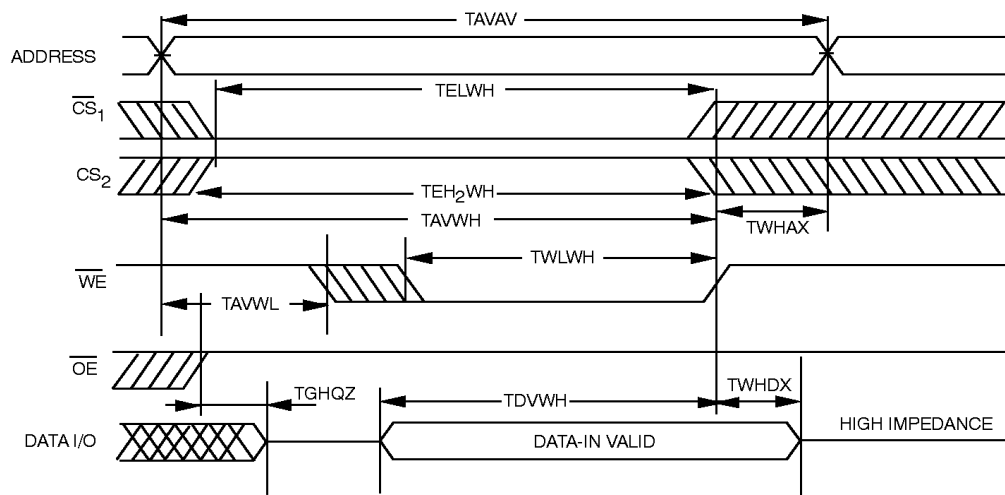 TAVAV
ADDRESS
TELWH
CS1
CS2
TEH2WH
TAVWH
TWHAX
TWLWH
WE
TAVWL
OE
TGHQZ
TWHDX
TDVWH
HIGH IMPEDANCE
DATA I/O
DATA-IN VALID